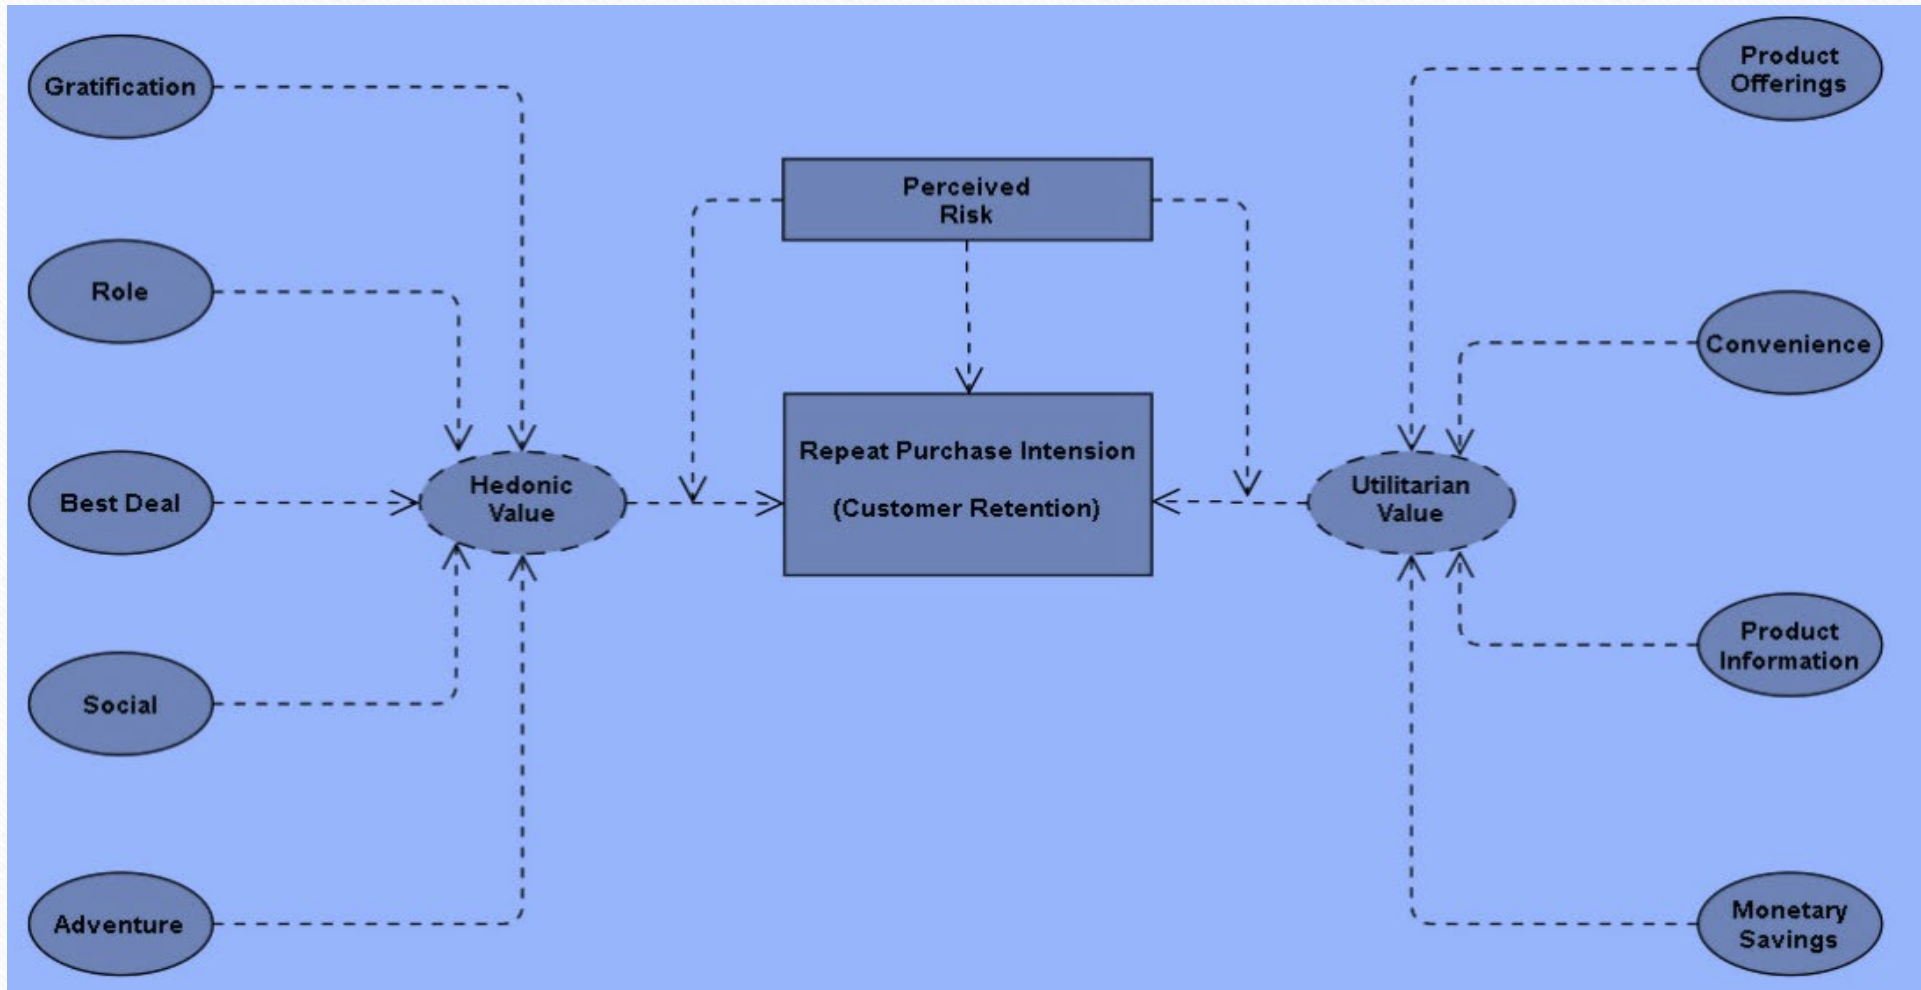 Gratification
Role
Best Deal
Social
Adventure
Hedonic
Value
Perceived
Risk
Repeat Purchase Intension
(Customer Retention)
Utilitarian
Value
Product
Offerings
Convenience
Product
Information
Monetary
Savings